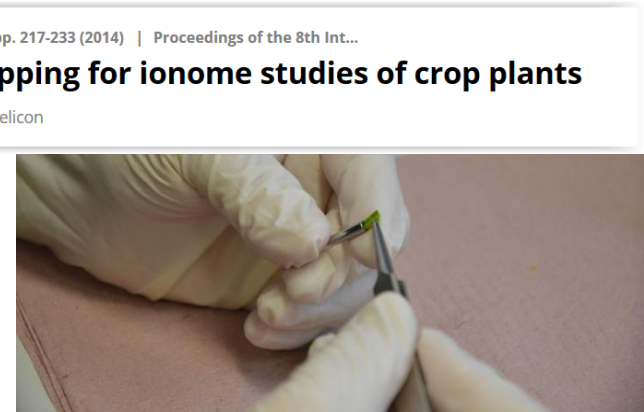 pp. 217-233 (2014) | Proceedings of the 8th Int...
pping for ionome studies of crop plants
elicon